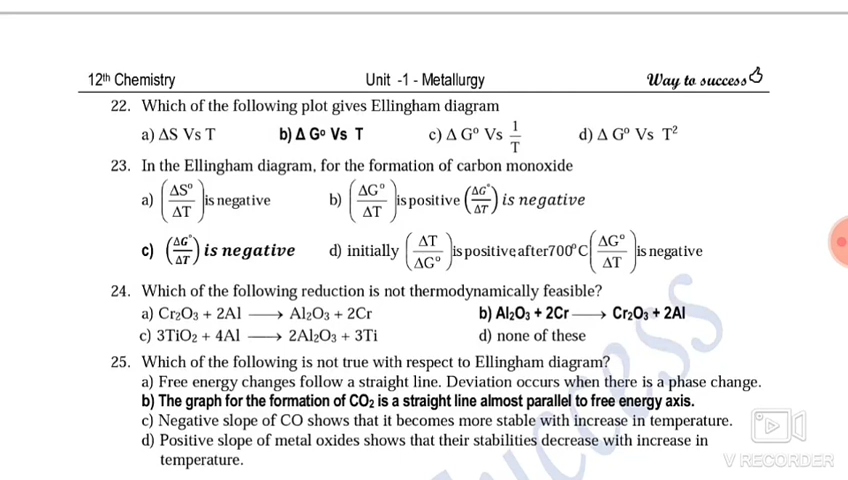 12th Chemistry Unit -1 - Metallurgy Way to success
22. Which of the following plot gives Ellingham diagram
a) ΔS Vs T b) Δ Gº Vs T c) Δ Gº Vs 1/T d) Δ Gº Vs T²
23. In the Ellingham diagram, for the formation of carbon monoxide
a) (ΔSº/ΔT) is negative b) (ΔGº/ΔT) is positive (ΔG°/ΔT) is negative
c) (ΔG°/ΔT) is negative d) initially (ΔT/ΔGº) is positive, after700ºC (ΔGº/ΔT) is negative
24. Which of the following reduction is not thermodynamically feasible?
a) Cr₂O₃ + 2Al ⟶ Al₂O₃ + 2Cr b) Al₂O₃ + 2Cr ⟶ Cr₂O₃ + 2Al
c) 3TiO₂ + 4Al ⟶ 2Al₂O₃ + 3Ti d) none of these
25. Which of the following is not true with respect to Ellingham diagram?
a) Free energy changes follow a straight line. Deviation occurs when there is a phase change.
b) The graph for the formation of CO₂ is a straight line almost parallel to free energy axis.
c) Negative slope of CO shows that it becomes more stable with increase in temperature.
d) Positive slope of metal oxides shows that their stabilities decrease with increase in
temperature.
V RECORDER